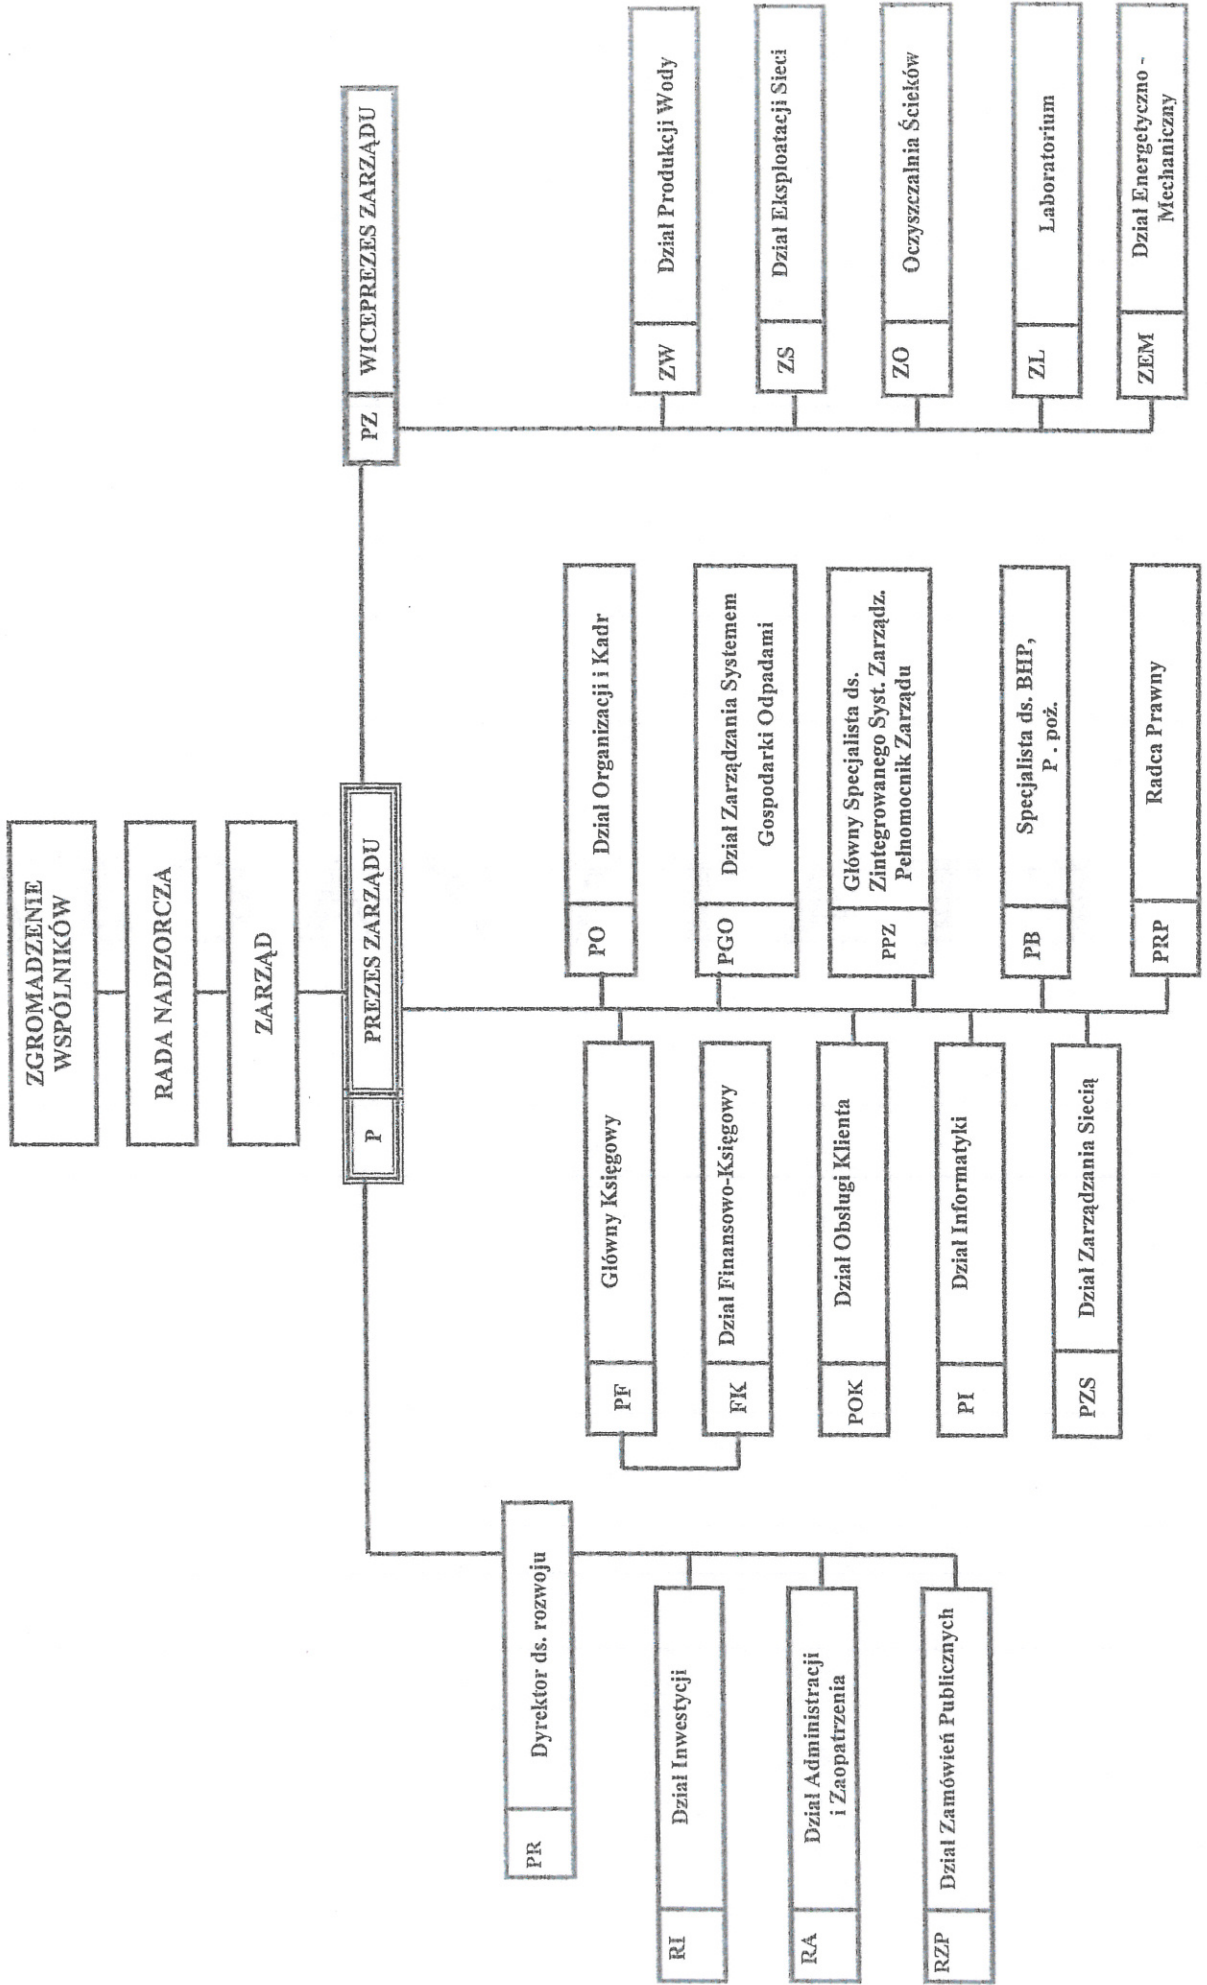 ZGROMADZENIE
WSPÓLNIKÓW
RADA NADZORCZA
ZARZĄD
P
PREZES ZARZĄDU
PZ
WICEPREZES ZARZĄDU
PR
Dyrektor ds. rozwoju
RI
Dział Inwestycji
RA
Dział Administracji
i Zaopatrzenia
RZP
Dział Zamówień Publicznych
PF
Główny Księgowy
FK
Dział Finansowo-Księgowy
POK
Dział Obsługi Klienta
PI
Dział Informatyki
PZS
Dział Zarządzania Siecią
PO
Dział Organizacji i Kadr
PGO
Dział Zarządzania Systemem
Gospodarki Odpadami
PPZ
Główny Specjalista ds.
Zintegrowanego Syst. Zarządz.
Pełnomocnik Zarządu
PB
Specjalista ds. BHP,
P . poż.
PRP
Radca Prawny
ZW
Dział Produkcji Wody
ZS
Dział Eksploatacji Sieci
ZO
Oczyszczalnia Ścieków
ZL
Laboratorium
ZEM
Dział Energetyczno -
Mechaniczny